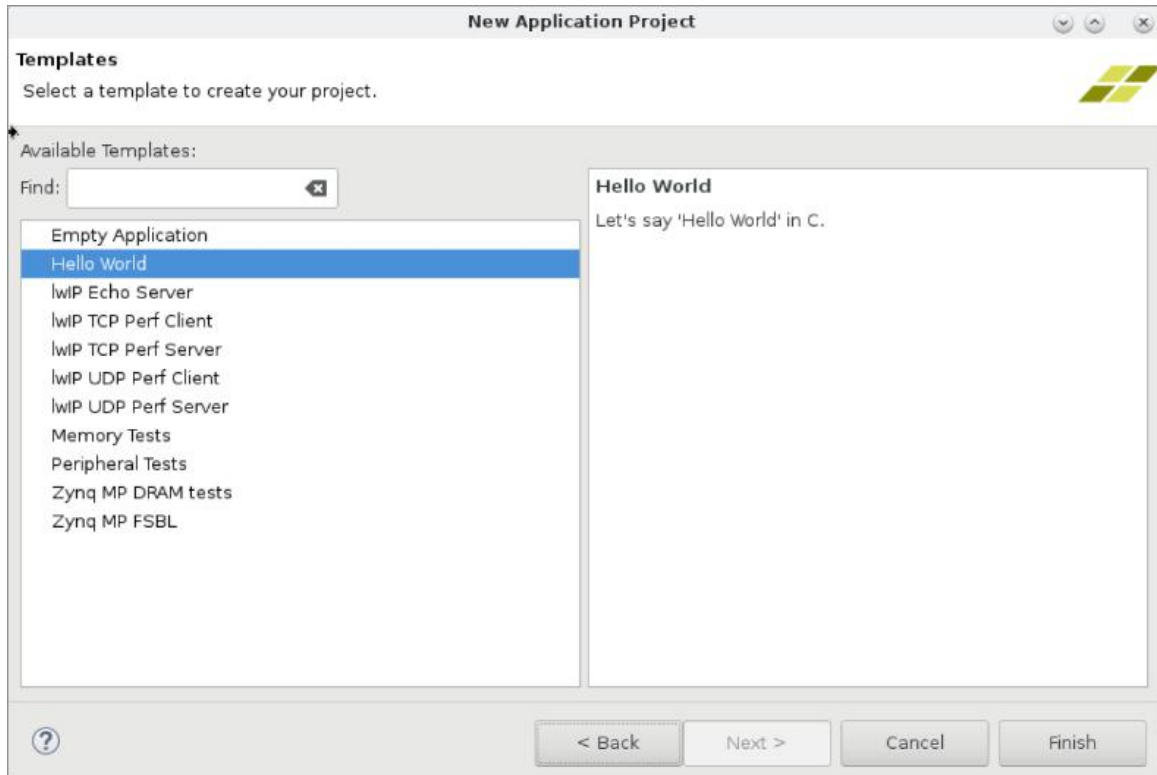 New Application Project
Templates
Select a template to create your project.
Available Templates:
Find:
Empty Application
Hello World
lwIP Echo Server
lwIP TCP Perf Client
lwIP TCP Perf Server
lwIP UDP Perf Client
lwIP UDP Perf Server
Memory Tests
Peripheral Tests
Zynq MP DRAM tests
Zynq MP FSBL
Hello World
Let's say 'Hello World' in C.
< Back
Next >
Cancel
Finish